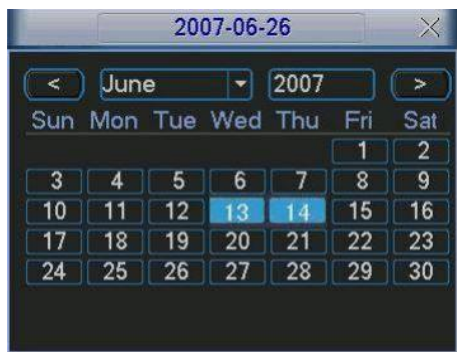 2007-06-26
< June 2007 >
Sun Mon Tue Wed Thu Fri Sat
1 2
3 4 5 6 7 8 9
10 11 12 13 14 15 16
17 18 19 20 21 22 23
24 25 26 27 28 29 30